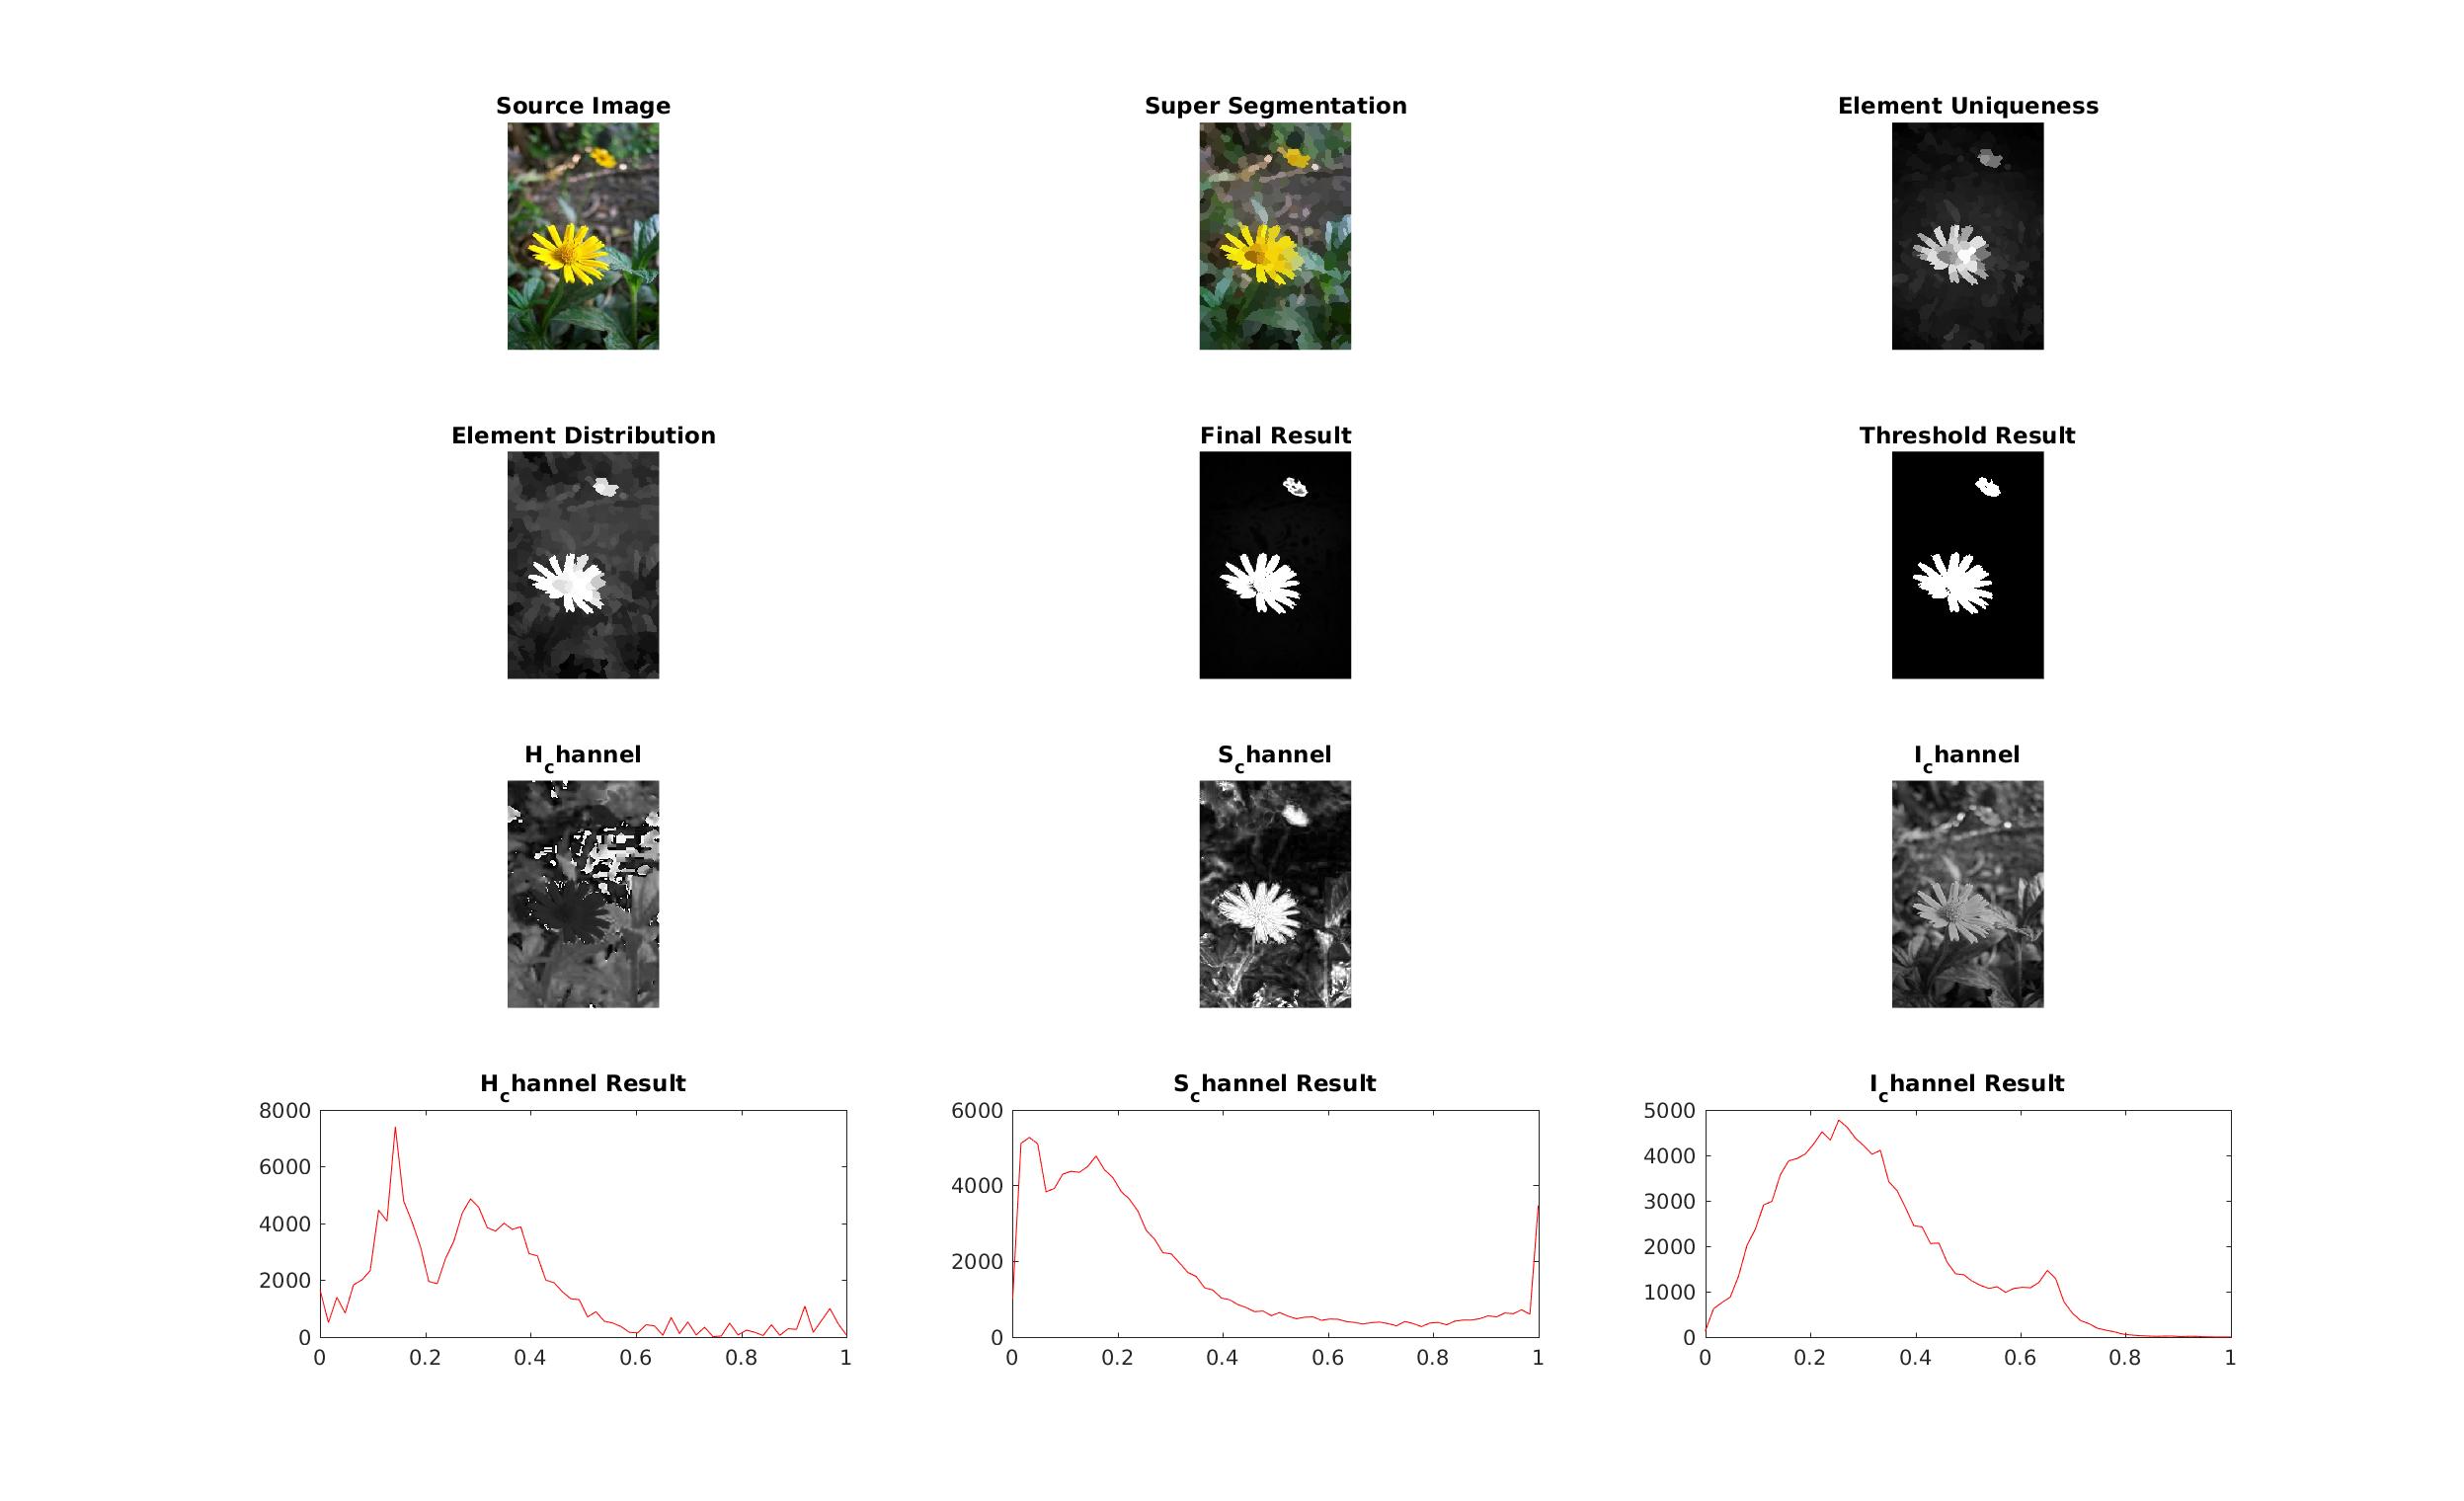 Source Image
Super Segmentation
Element Uniqueness
Element Distribution
Final Result
Threshold Result
H_channel
S_channel
I_channel
H_channel Result
8000
6000
4000
2000
0
0 0.2 0.4 0.6 0.8 1
S_channel Result
6000
4000
2000
0
0 0.2 0.4 0.6 0.8 1
I_channel Result
5000
4000
3000
2000
1000
0
0 0.2 0.4 0.6 0.8 1